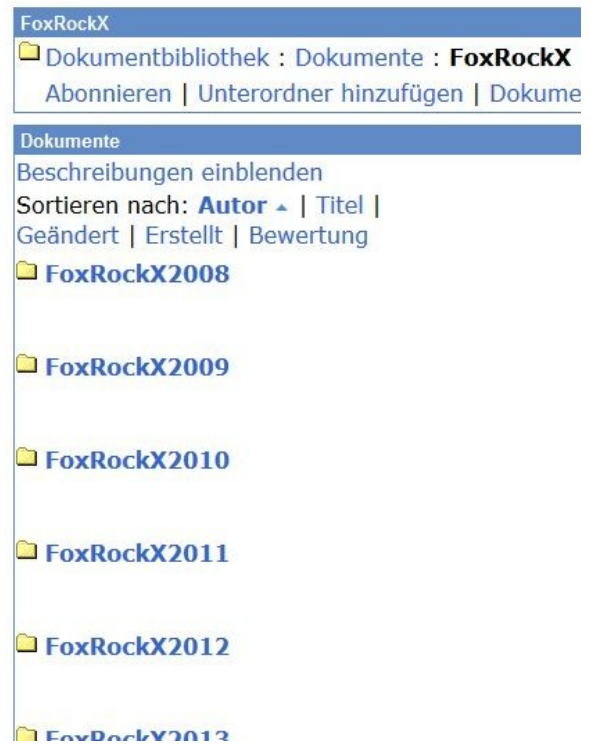 FoxRockX
Dokumentbibliothek : Dokumente : FoxRockX
Abonnieren | Unterordner hinzufügen | Dokume
Dokumente
Beschreibungen einblenden
Sortieren nach: Autor ▲ | Titel |
Geändert | Erstellt | Bewertung
FoxRockX2008
FoxRockX2009
FoxRockX2010
FoxRockX2011
FoxRockX2012
FoxRockX2013